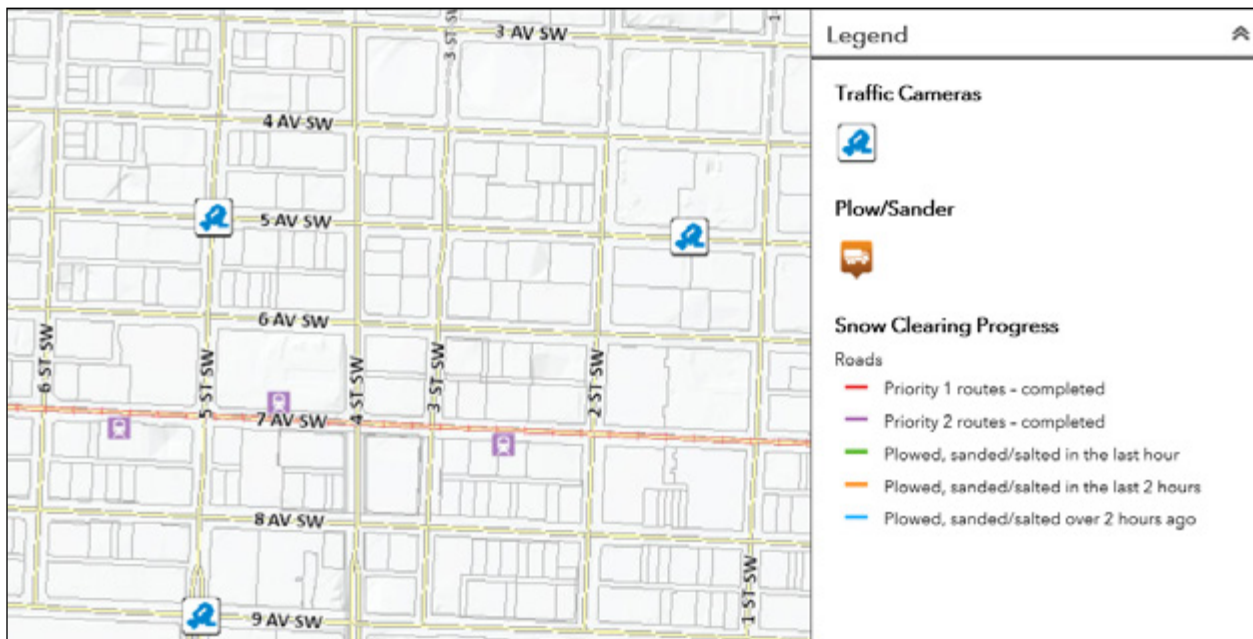 3 AV SW
3 ST SW
4 AV SW
5 AV SW
6 AV SW
6 ST SW
5 ST SW
4 ST SW
3 ST SW
2 ST SW
7 AV SW
8 AV SW
9 AV SW
1 ST SW
Legend
Traffic Cameras
Plow/Sander
Snow Clearing Progress
Roads
Priority 1 routes - completed
Priority 2 routes - completed
Plowed, sanded/salted in the last hour
Plowed, sanded/salted in the last 2 hours
Plowed, sanded/salted over 2 hours ago